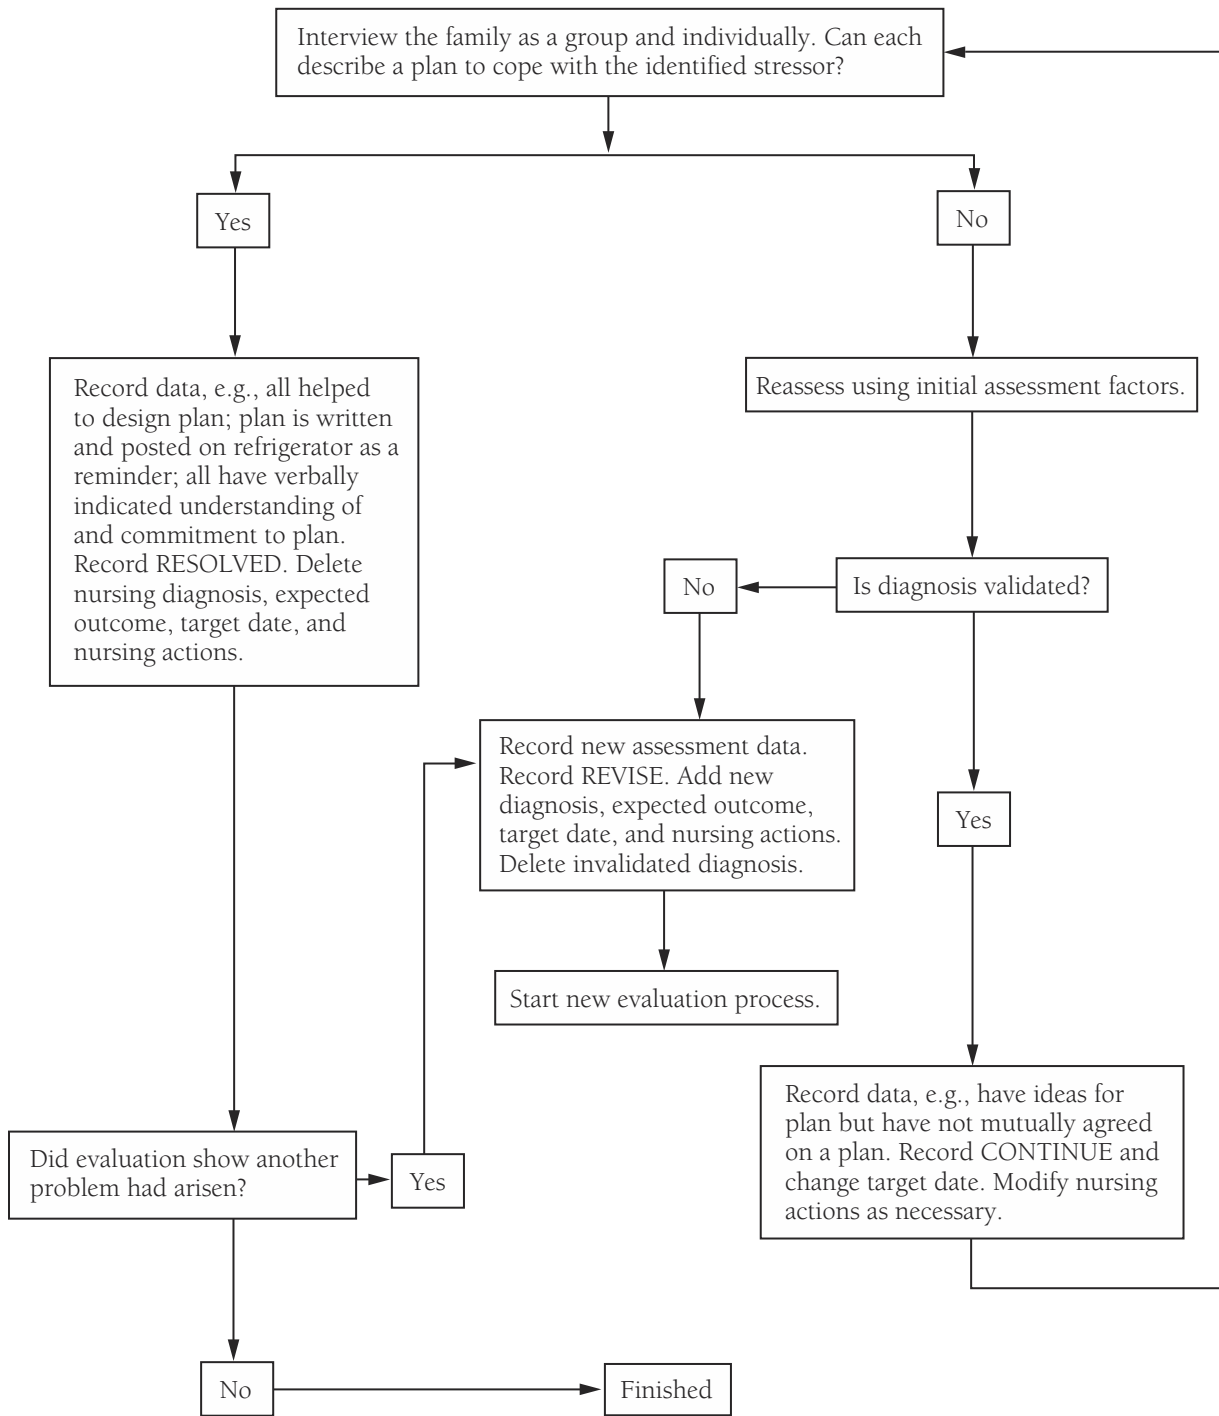 Interview the family as a group and individually. Can each
describe a plan to cope with the identified stressor?
Yes
No
Record data, e.g., all helped
to design plan; plan is written
and posted on refrigerator as a
reminder; all have verbally
indicated understanding of
and commitment to plan.
Record RESOLVED. Delete
nursing diagnosis, expected
outcome, target date, and
nursing actions.
Reassess using initial assessment factors.
No
Is diagnosis validated?
Record new assessment data.
Record REVISE. Add new
diagnosis, expected outcome,
target date, and nursing actions.
Delete invalidated diagnosis.
Yes
Start new evaluation process.
Record data, e.g., have ideas for
plan but have not mutually agreed
on a plan. Record CONTINUE and
change target date. Modify nursing
actions as necessary.
Did evaluation show another
problem had arisen?
Yes
No
Finished